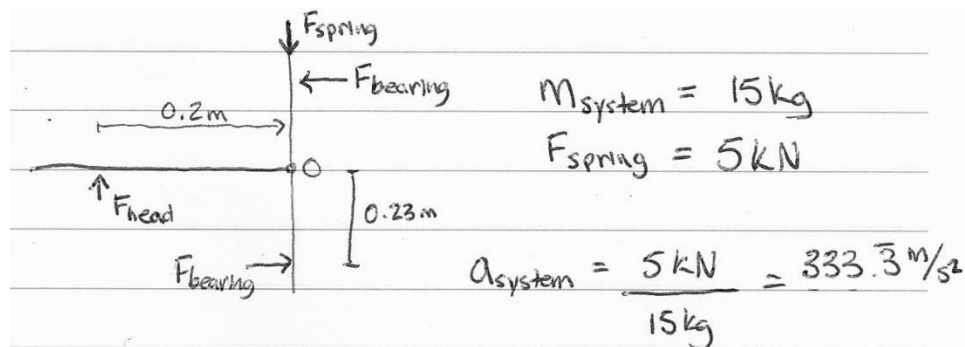 Fspring
Fbearing
0.2m
O
Fhead
0.23m
Fbearing
msystem = 15kg
Fspring = 5kN
asystem = 5kN / 15kg = 333.3̅ m/s²